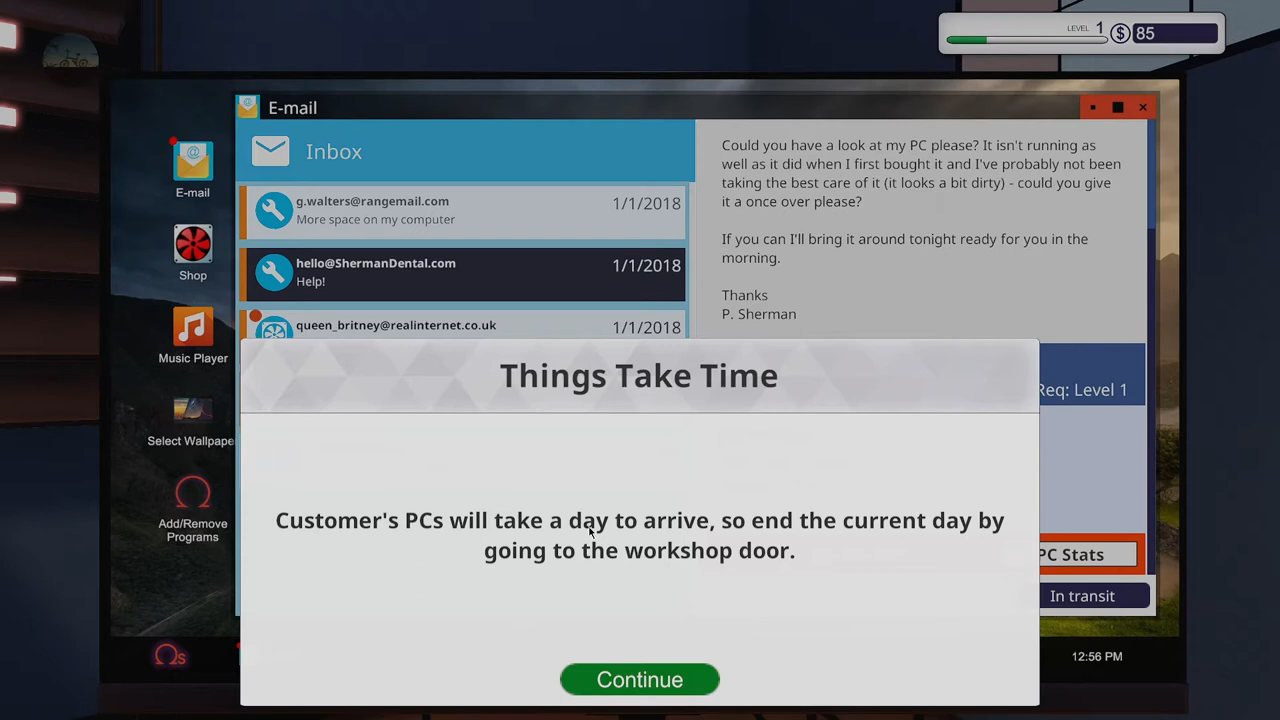 LEVEL 1 $ 85
E-mail
Inbox
g.walters@rangemail.com 1/1/2018
More space on my computer
hello@ShermanDental.com 1/1/2018
Help!
queen_britney@realinternet.co.uk 1/1/2018
Could you have a look at my PC please? It isn't running as
well as it did when I first bought it and I've probably not been
taking the best care of it (it looks a bit dirty) - could you give
it a once over please?
If you can I'll bring it around tonight ready for you in the
morning.
Thanks
P. Sherman
Req: Level 1
PC Stats
In transit
E-mail
Shop
Music Player
Select Wallpape
Add/Remove
Programs
Things Take Time
Customer's PCs will take a day to arrive, so end the current day by
going to the workshop door.
Continue
Ωs
12:56 PM